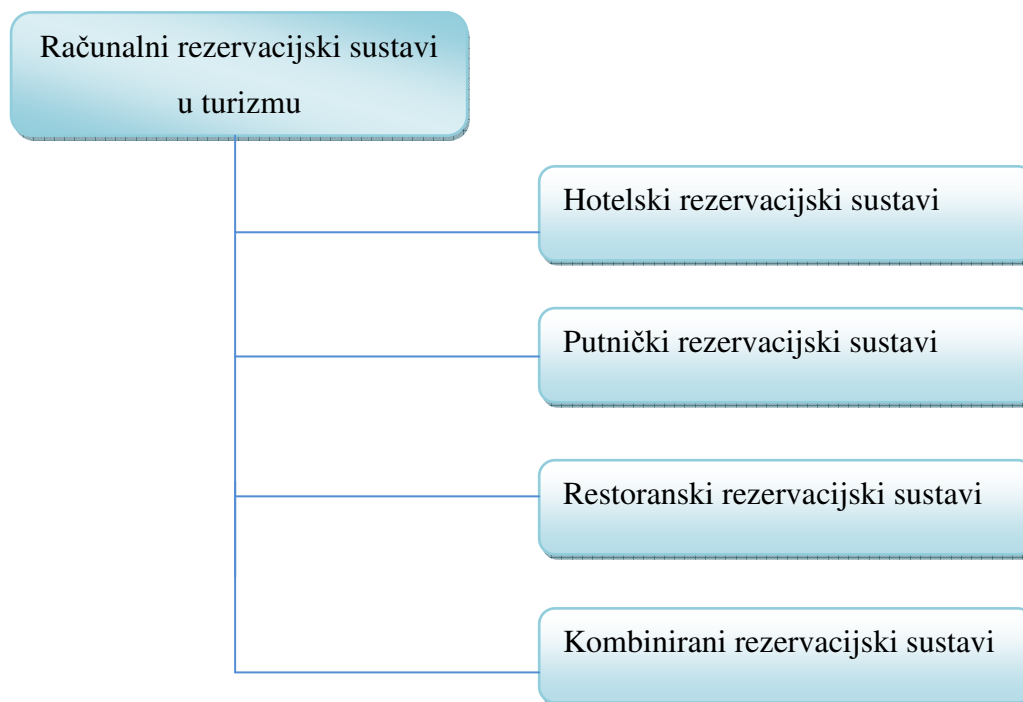 Računalni rezervacijski sustavi
u turizmu
Hotelski rezervacijski sustavi
Putnički rezervacijski sustavi
Restoranski rezervacijski sustavi
Kombinirani rezervacijski sustavi